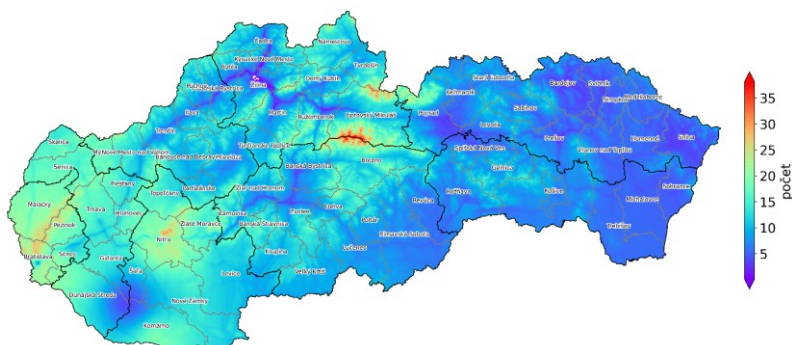 Čadca
Námestovo
Kysucké Nové Mesto
Tvrdošín
Bytča
Dolný Kubín
Žilina
Stará Ľubovňa
Bardejov
Svidník
Kežmarok
Stropkov
Medzilaborce
Púchov
Považská Bystrica
Martin
Ružomberok
Liptovský Mikuláš
Poprad
Sabinov
Ilava
Levoča
Prešov
Humenné
Snina
Trenčín
Turčianske Teplice
Vranov nad Topľou
Skalica
Myjava
Nové Mesto nad Váhom
Bánovce nad Bebravou
Prievidza
Banská Bystrica
Brezno
Spišská Nová Ves
Gelnica
Senica
Piešťany
Partizánske
Topoľčany
Žiar nad Hronom
Rožňava
Košice
Sobrance
Malacky
Trnava
Hlohovec
Zlaté Moravce
Žarnovica
Zvolen
Detva
Revúca
Michalovce
Pezinok
Nitra
Banská Štiavnica
Poltár
Trebišov
Bratislava
Senec
Galanta
Krupina
Lučenec
Rimavská Sobota
Šaľa
Levice
Veľký Krtíš
Dunajská Streda
Nové Zámky
Komárno
35
30
25
20
15
10
5
počet